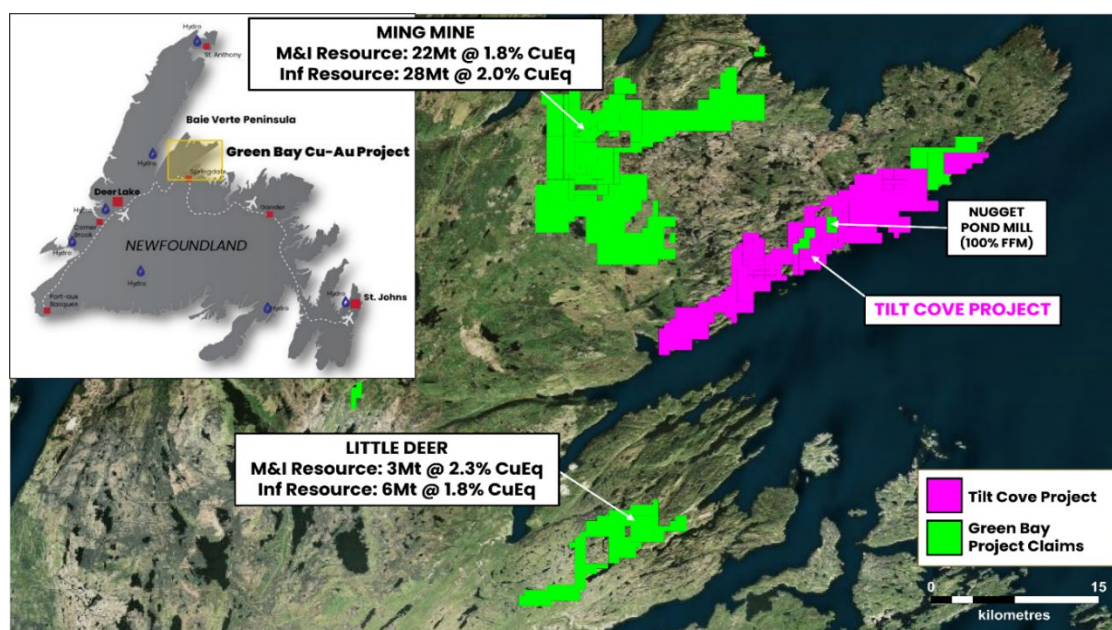 MING MINE
M&I Resource: 22Mt @ 1.8% CuEq
Inf Resource: 28Mt @ 2.0% CuEq
Hydro
St. Anthony
Baie Verte Peninsula
Hydro
Green Bay Cu-Au Project
Springdale
Deer Lake
Hydro
Gander
Corner
Brook
Hydro
NEWFOUNDLAND
Hydro
Port-aux
Basques
Hydro
Hydro
St. Johns
NUGGET
POND MILL
(100% FFM)
TILT COVE PROJECT
LITTLE DEER
M&I Resource: 3Mt @ 2.3% CuEq
Inf Resource: 6Mt @ 1.8% CuEq
Tilt Cove Project
Green Bay
Project Claims
0 15
kilometres